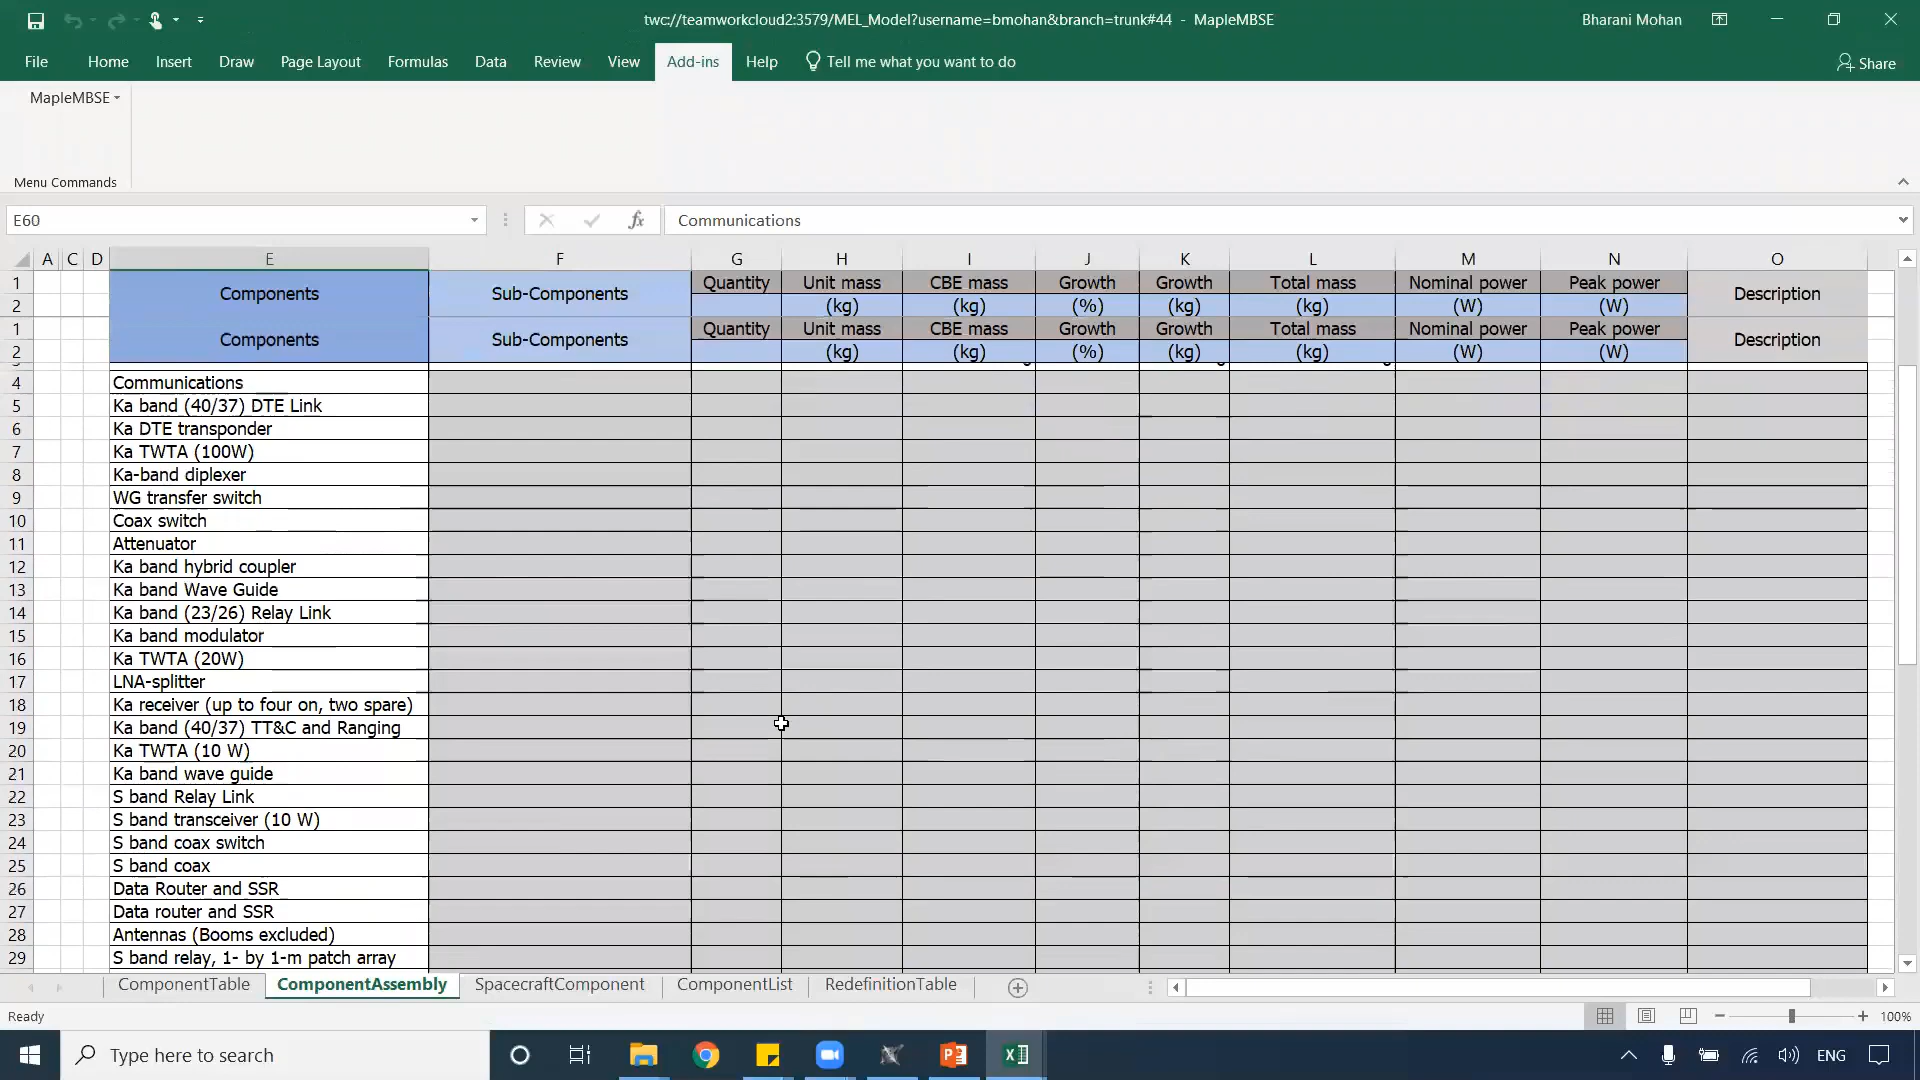 twc://teamworkcloud2:3579/MEL_Model?username=bmohan&branch=trunk#44 - MapleMBSE
Bharani Mohan
File Home Insert Draw Page Layout Formulas Data Review View Add-ins Help Tell me what you want to do Share
MapleMBSE
Menu Commands
E60 fx Communications
A C D E F G H I J K L M N O
1 Components Sub-Components Quantity Unit mass CBE mass Growth Growth Total mass Nominal power Peak power Description
2 (kg) (kg) (%) (kg) (kg) (W) (W)
1 Components Sub-Components Quantity Unit mass CBE mass Growth Growth Total mass Nominal power Peak power Description
2 (kg) (kg) (%) (kg) (kg) (W) (W)
4 Communications
5 Ka band (40/37) DTE Link
6 Ka DTE transponder
7 Ka TWTA (100W)
8 Ka-band diplexer
9 WG transfer switch
10 Coax switch
11 Attenuator
12 Ka band hybrid coupler
13 Ka band Wave Guide
14 Ka band (23/26) Relay Link
15 Ka band modulator
16 Ka TWTA (20W)
17 LNA-splitter
18 Ka receiver (up to four on, two spare)
19 Ka band (40/37) TT&C and Ranging
20 Ka TWTA (10 W)
21 Ka band wave guide
22 S band Relay Link
23 S band transceiver (10 W)
24 S band coax switch
25 S band coax
26 Data Router and SSR
27 Data router and SSR
28 Antennas (Booms excluded)
29 S band relay, 1- by 1-m patch array
ComponentTable ComponentAssembly SpacecraftComponent ComponentList RedefinitionTable
Ready 100%
Type here to search ENG